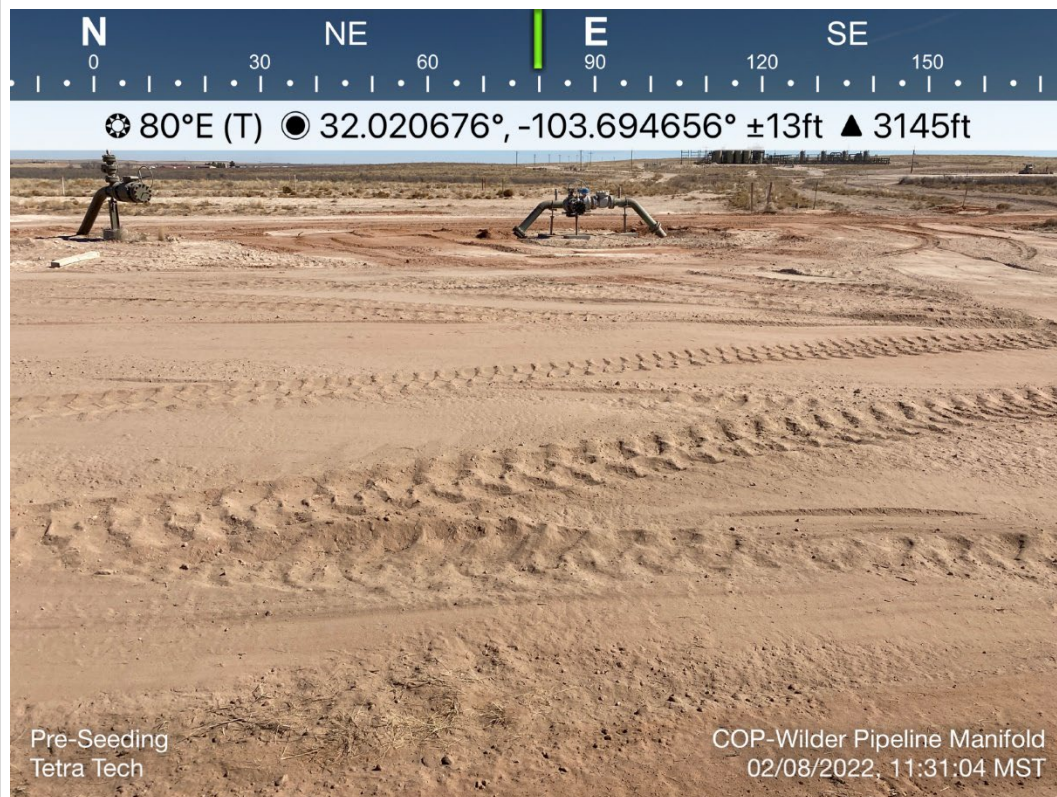 N NE E SE
0 30 60 90 120 150
80°E (T) 32.020676°, -103.694656° ±13ft ▲ 3145ft
Pre-Seeding
Tetra Tech
COP-Wilder Pipeline Manifold
02/08/2022, 11:31:04 MST